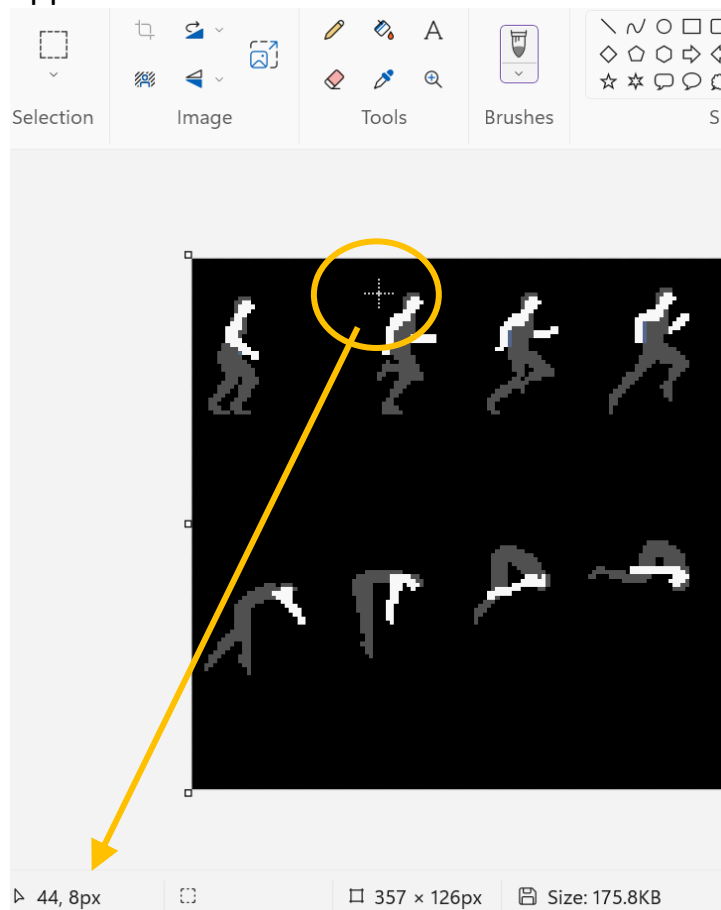 A
Selection
Image
Tools
Brushes
S
44, 8px
357 × 126px
Size: 175.8KB